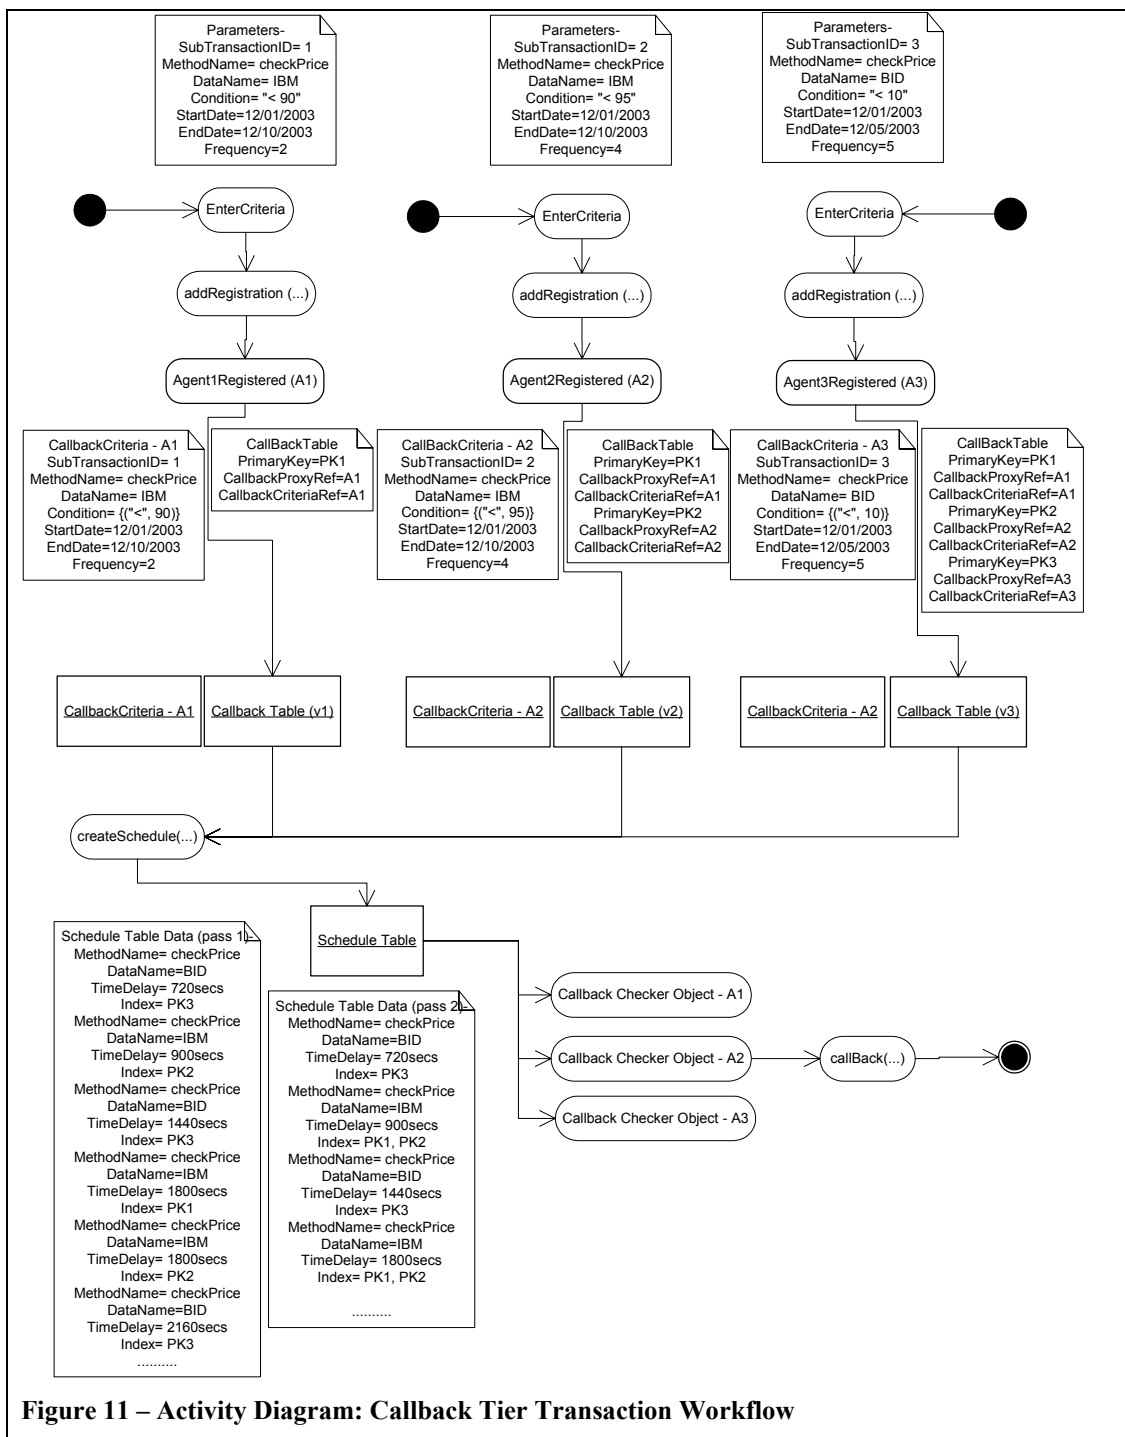 Parameters-
SubTransactionID= 1
MethodName= checkPrice
DataName= IBM
Condition= "< 90"
StartDate=12/01/2003
EndDate=12/10/2003
Frequency=2
Parameters-
SubTransactionID= 2
MethodName= checkPrice
DataName= IBM
Condition= "< 95"
StartDate=12/01/2003
EndDate=12/10/2003
Frequency=4
Parameters-
SubTransactionID= 3
MethodName= checkPrice
DataName= BID
Condition= "< 10"
StartDate=12/01/2003
EndDate=12/05/2003
Frequency=5
EnterCriteria
EnterCriteria
EnterCriteria
addRegistration (...)
addRegistration (...)
addRegistration (...)
Agent1Registered (A1)
Agent2Registered (A2)
Agent3Registered (A3)
CallbackCriteria - A1
SubTransactionID= 1
MethodName= checkPrice
DataName= IBM
Condition= {("<", 90)}
StartDate=12/01/2003
EndDate=12/10/2003
Frequency=2
CallBackTable
PrimaryKey=PK1
CallbackProxyRef=A1
CallbackCriteriaRef=A1
CallBackCriteria - A2
SubTransactionID= 2
MethodName= checkPrice
DataName= IBM
Condition= {("<", 95)}
StartDate=12/01/2003
EndDate=12/10/2003
Frequency=4
CallBackTable
PrimaryKey=PK1
CallbackProxyRef=A1
CallbackCriteriaRef=A1
PrimaryKey=PK2
CallbackProxyRef=A2
CallbackCriteriaRef=A2
CallbackCriteria - A3
SubTransactionID= 3
MethodName=  checkPrice
DataName= BID
Condition= {("<", 10)}
StartDate=12/01/2003
EndDate=12/05/2003
Frequency=5
CallBackTable
PrimaryKey=PK1
CallbackProxyRef=A1
CallbackCriteriaRef=A1
PrimaryKey=PK2
CallbackProxyRef=A2
CallbackCriteriaRef=A2
PrimaryKey=PK3
CallbackProxyRef=A3
CallbackCriteriaRef=A3
CallbackCriteria - A1
Callback Table (v1)
CallbackCriteria - A2
Callback Table (v2)
CallbackCriteria - A2
Callback Table (v3)
createSchedule(...)
Schedule Table
Schedule Table Data (pass 1)-
MethodName= checkPrice
DataName=BID
TimeDelay= 720secs
Index= PK3
MethodName= checkPrice
DataName=IBM
TimeDelay= 900secs
Index= PK2
MethodName= checkPrice
DataName=BID
TimeDelay= 1440secs
Index= PK3
MethodName= checkPrice
DataName=IBM
TimeDelay= 1800secs
Index= PK1
MethodName= checkPrice
DataName=IBM
TimeDelay= 1800secs
Index= PK2
MethodName= checkPrice
DataName=BID
TimeDelay= 2160secs
Index= PK3
..........
Schedule Table Data (pass 2)-
MethodName= checkPrice
DataName=BID
TimeDelay= 720secs
Index= PK3
MethodName= checkPrice
DataName=IBM
TimeDelay= 900secs
Index= PK1, PK2
MethodName= checkPrice
DataName=BID
TimeDelay= 1440secs
Index= PK3
MethodName= checkPrice
DataName=IBM
TimeDelay= 1800secs
Index= PK1, PK2
..........
Callback Checker Object - A1
Callback Checker Object - A2
callBack(...)
Callback Checker Object - A3
Figure 11 – Activity Diagram: Callback Tier Transaction Workflow